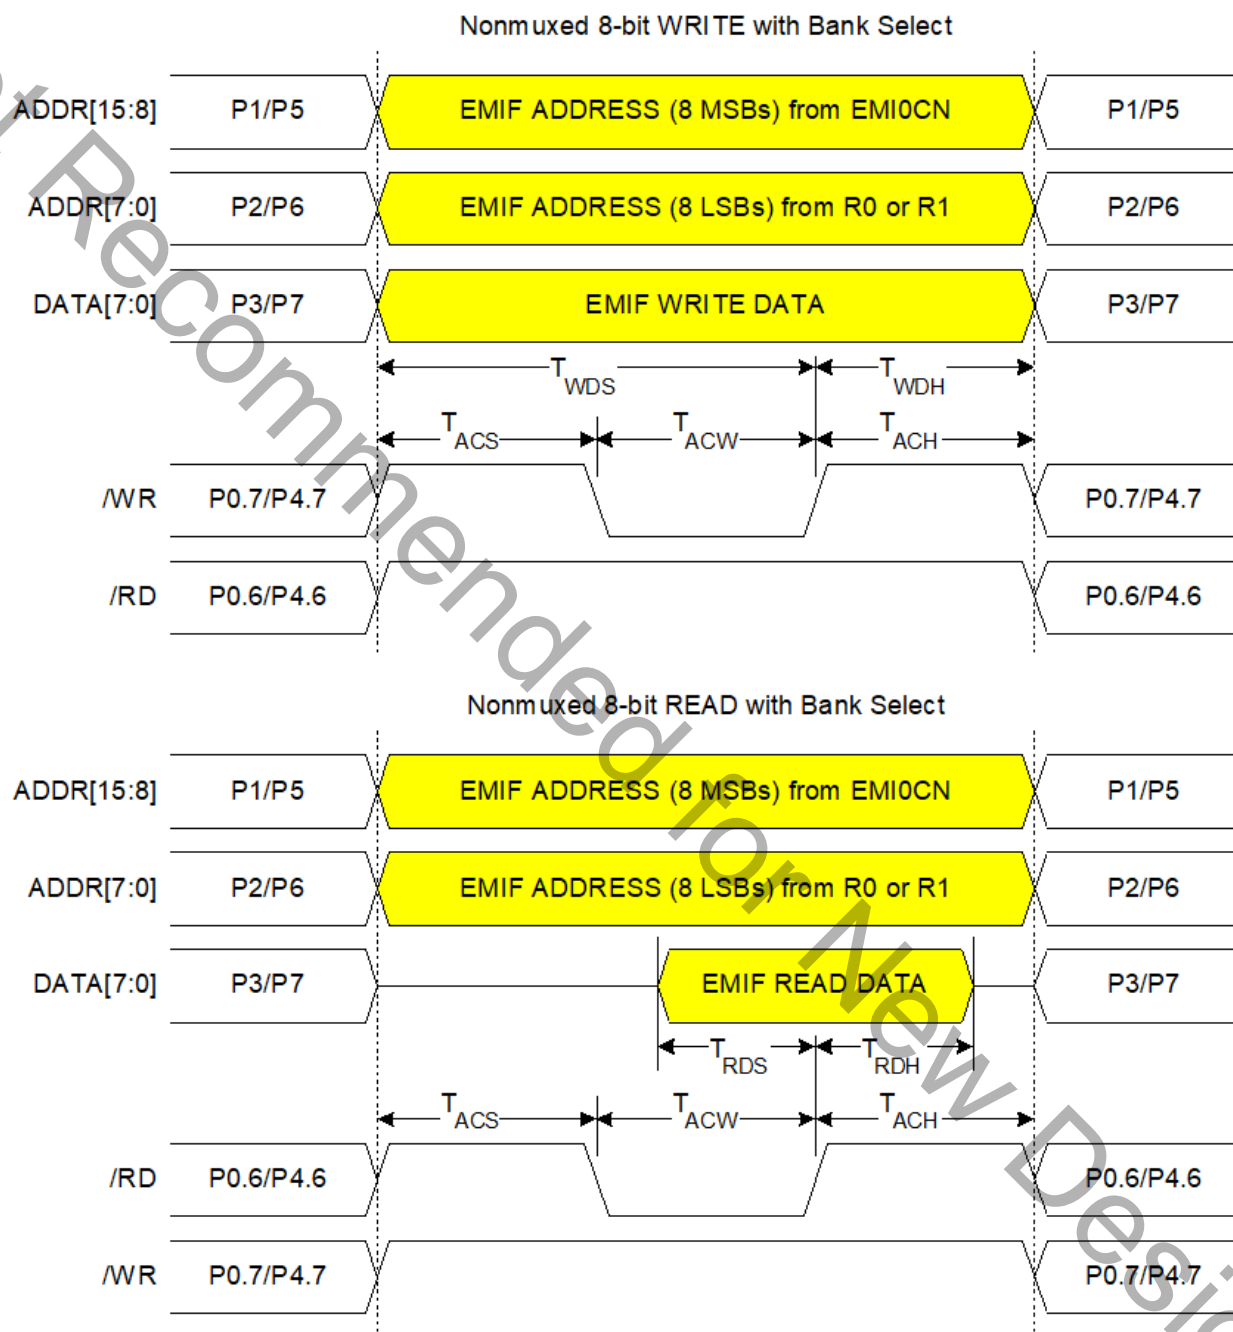 Nonmuxed 8-bit WRITE with Bank Select
ADDR[15:8] P1/P5 EMIF ADDRESS (8 MSBs) from EMI0CN P1/P5
ADDR[7:0] P2/P6 EMIF ADDRESS (8 LSBs) from R0 or R1 P2/P6
DATA[7:0] P3/P7 EMIF WRITE DATA P3/P7
TWDS TWDH
TACS TACW TACH
/WR P0.7/P4.7 P0.7/P4.7
/RD P0.6/P4.6 P0.6/P4.6
Nonmuxed 8-bit READ with Bank Select
ADDR[15:8] P1/P5 EMIF ADDRESS (8 MSBs) from EMI0CN P1/P5
ADDR[7:0] P2/P6 EMIF ADDRESS (8 LSBs) from R0 or R1 P2/P6
DATA[7:0] P3/P7 EMIF READ DATA P3/P7
TRDS TRDH
TACS TACW TACH
/RD P0.6/P4.6 P0.6/P4.6
/WR P0.7/P4.7 P0.7/P4.7
Recommended for New